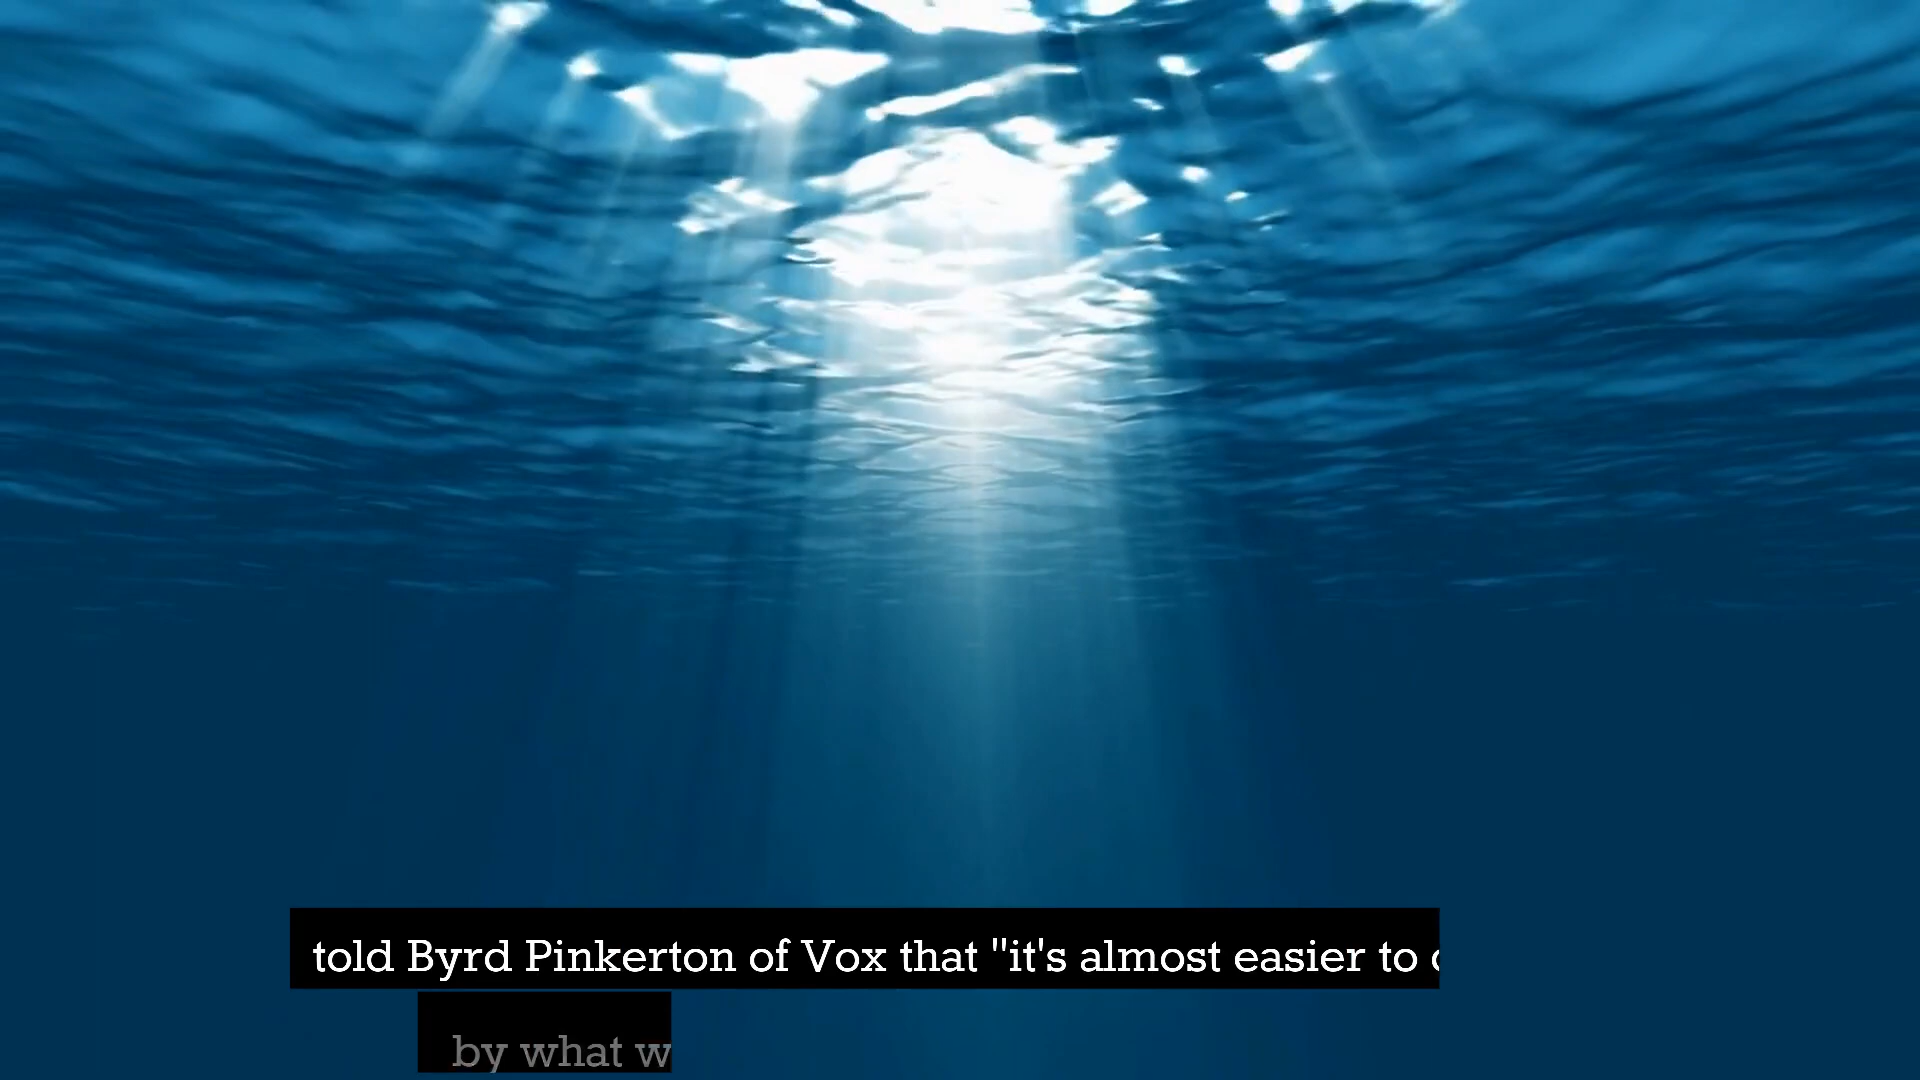 told Byrd Pinkerton of Vox that "it's almost easier to
by what w